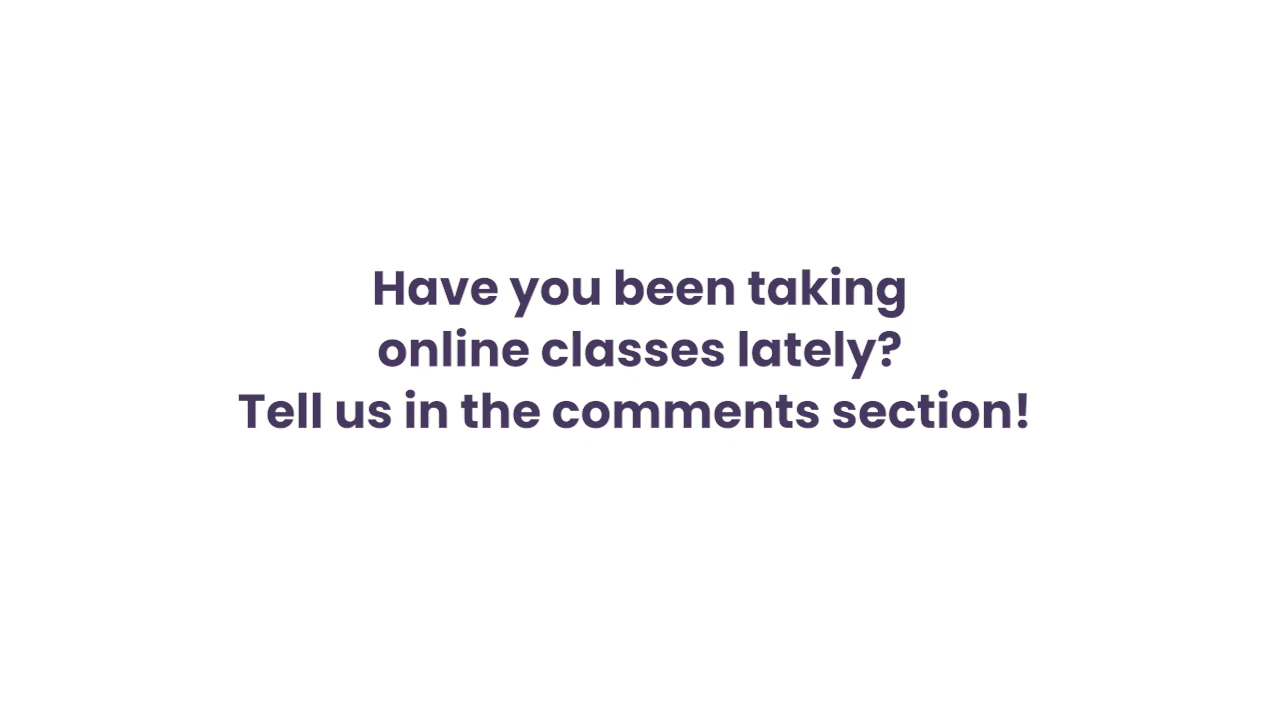 Have you been taking
online classes lately?
Tell us in the comments section!